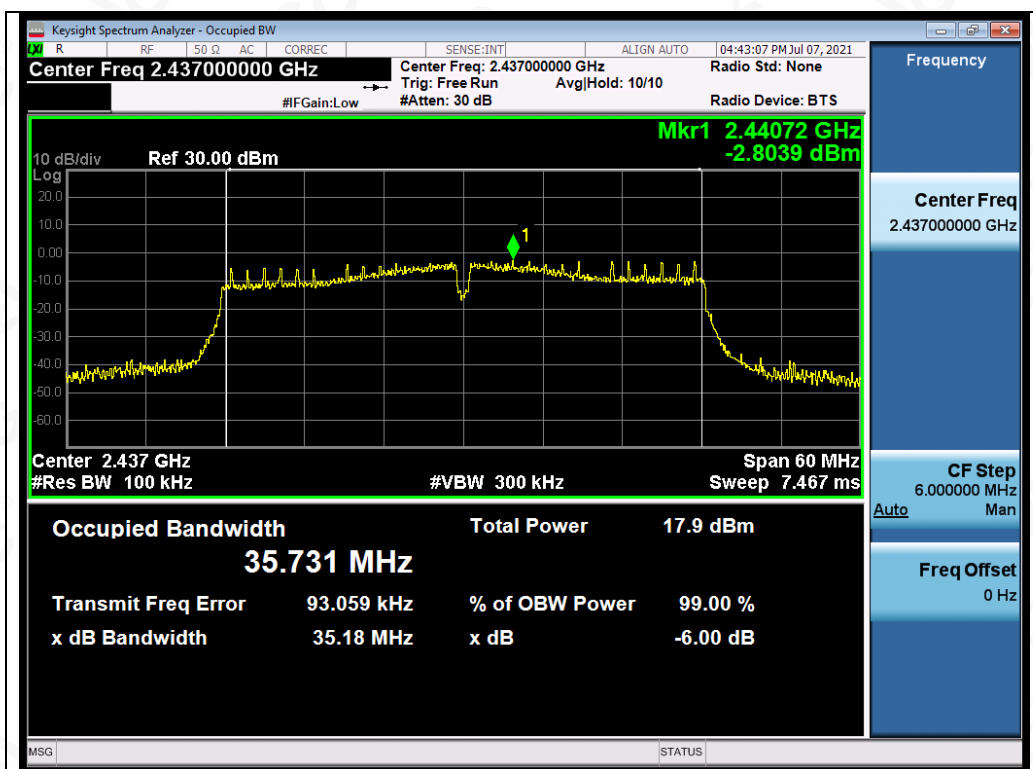 Keysight Spectrum Analyzer - Occupied BW
LXI R RF 50 Ω AC CORREC SENSE:INT ALIGN AUTO 04:43:07 PM Jul 07, 2021
Center Freq 2.437000000 GHz Center Freq: 2.437000000 GHz Radio Std: None
Trig: Free Run Avg|Hold: 10/10
#IFGain:Low #Atten: 30 dB Radio Device: BTS
Frequency
Mkr1 2.44072 GHz
-2.8039 dBm
10 dB/div Ref 30.00 dBm
Log
20.0
10.0
0.00
-10.0
-20.0
-30.0
-40.0
-50.0
-60.0
1
Center 2.437 GHz Span 60 MHz
#Res BW 100 kHz #VBW 300 kHz Sweep 7.467 ms
Occupied Bandwidth Total Power 17.9 dBm
35.731 MHz
Transmit Freq Error 93.059 kHz % of OBW Power 99.00 %
x dB Bandwidth 35.18 MHz x dB -6.00 dB
Center Freq
2.437000000 GHz
CF Step
6.000000 MHz
Auto Man
Freq Offset
0 Hz
MSG STATUS